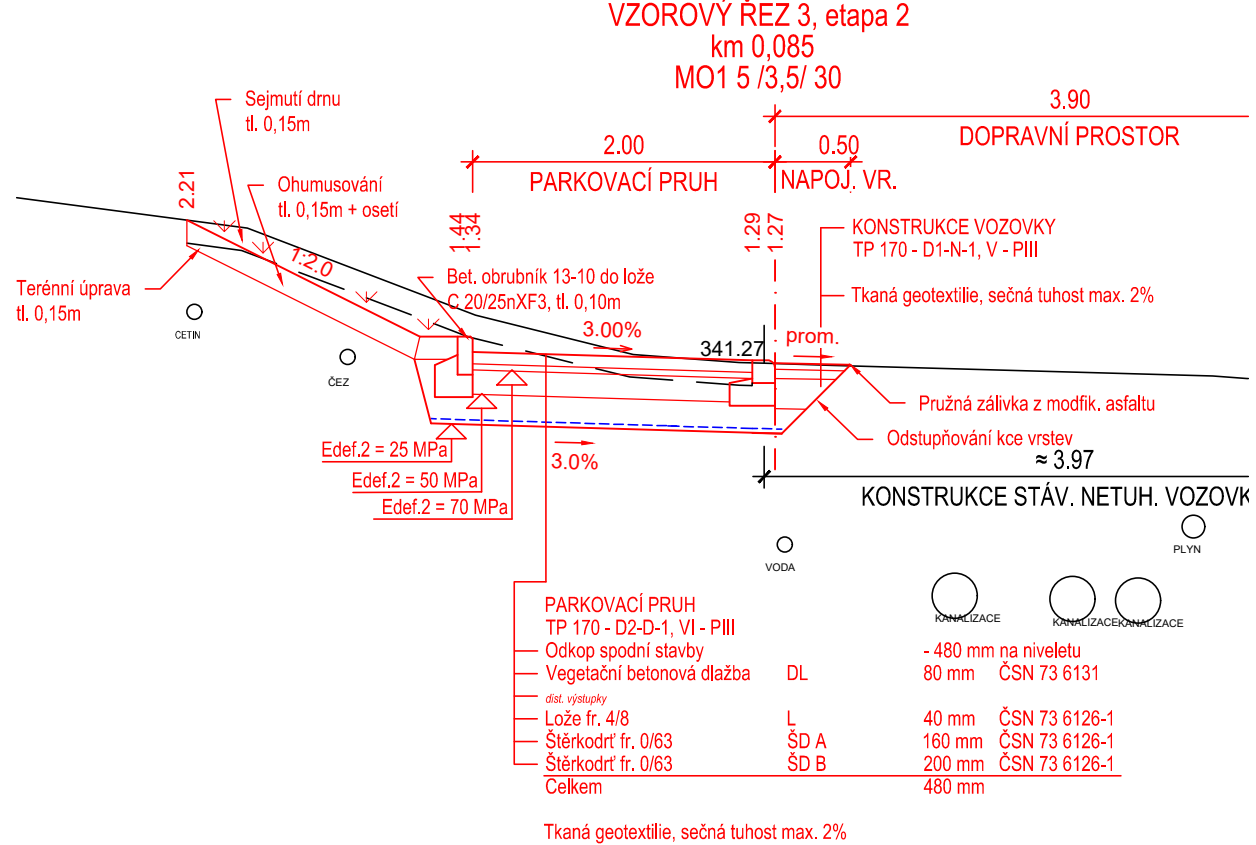 VZOROVÝ ŘEZ 3, etapa 2
km 0,085
MO1 5 /3,5/ 30
3.90
DOPRAVNÍ PROSTOR
2.00
PARKOVACÍ PRUH
0.50
NAPOJ. VR.
Sejmutí drnu
tl. 0,15m
Ohumusování
tl. 0,15m + osetí
2.21
1:2.0
1.44
1.34
1.29
1.27
KONSTRUKCE VOZOVKY
TP 170 - D1-N-1, V - PIII
Tkaná geotextilie, sečná tuhost max. 2%
Terénní úprava
tl. 0,15m
CETIN
ČEZ
Bet. obrubník 13-10 do lože
C 20/25nXF3, tl. 0,10m
3.00%
341.27
prom.
Pružná zálivka z modfik. asfaltu
Odstupňování kce vrstev
≈ 3.97
KONSTRUKCE STÁV. NETUH. VOZOVK
Edef.2 = 25 MPa
Edef.2 = 50 MPa
Edef.2 = 70 MPa
3.0%
VODA
PLYN
KANALIZACE
KANALIZACE
KANALIZACE
PARKOVACÍ PRUH
TP 170 - D2-D-1, VI - PIII
Odkop spodní stavby - 480 mm na niveletu
Vegetační betonová dlažba DL 80 mm ČSN 73 6131
dist. výstupky
Lože fr. 4/8 L 40 mm ČSN 73 6126-1
Štěrkodrť fr. 0/63 ŠD A 160 mm ČSN 73 6126-1
Štěrkodrť fr. 0/63 ŠD B 200 mm ČSN 73 6126-1
Celkem 480 mm
Tkaná geotextilie, sečná tuhost max. 2%